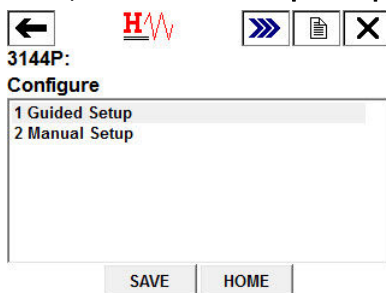 H
3144P:
Configure
1 Guided Setup
2 Manual Setup
SAVE HOME